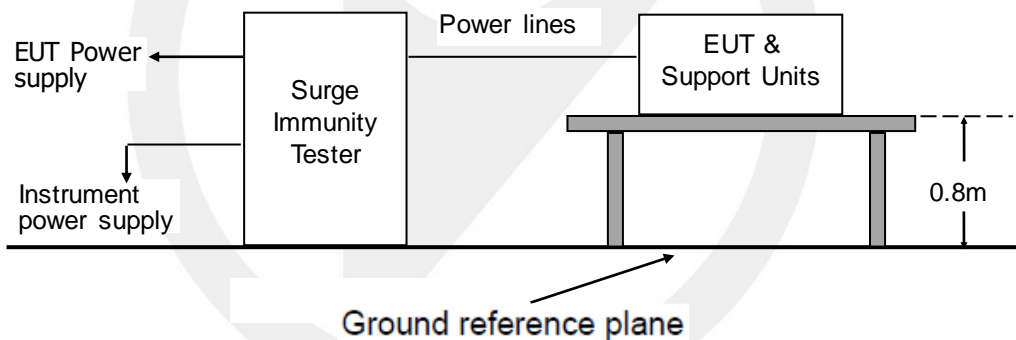 Power lines
EUT Power
supply
EUT &
Support Units
Surge
Immunity
Tester
Instrument
power supply
0.8m
Ground reference plane